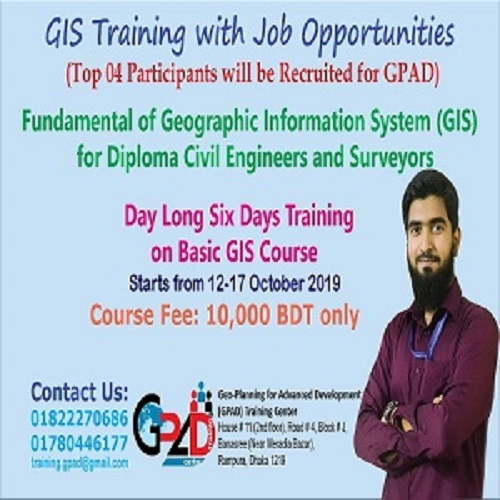 GIS Training with Job Opportunities
(Top 04 Participants will be Recruited for GPAD)
Fundamental of Geographic Information System (GIS)
for Diploma Civil Engineers and Surveyors
Day Long Six Days Training
on Basic GIS Course
Starts from 12-17 October 2019
Course Fee: 10,000 BDT only
Contact Us:
01822270686
01780446177
training.gpad@gmail.com
GPAD
Geo-Planning for Advanced Development
(GPAD) Training Center
House # 11 (2nd floor), Road # 4, Block # J,
Banasree (Near Meradia Bazar),
Rampura, Dhaka 1219